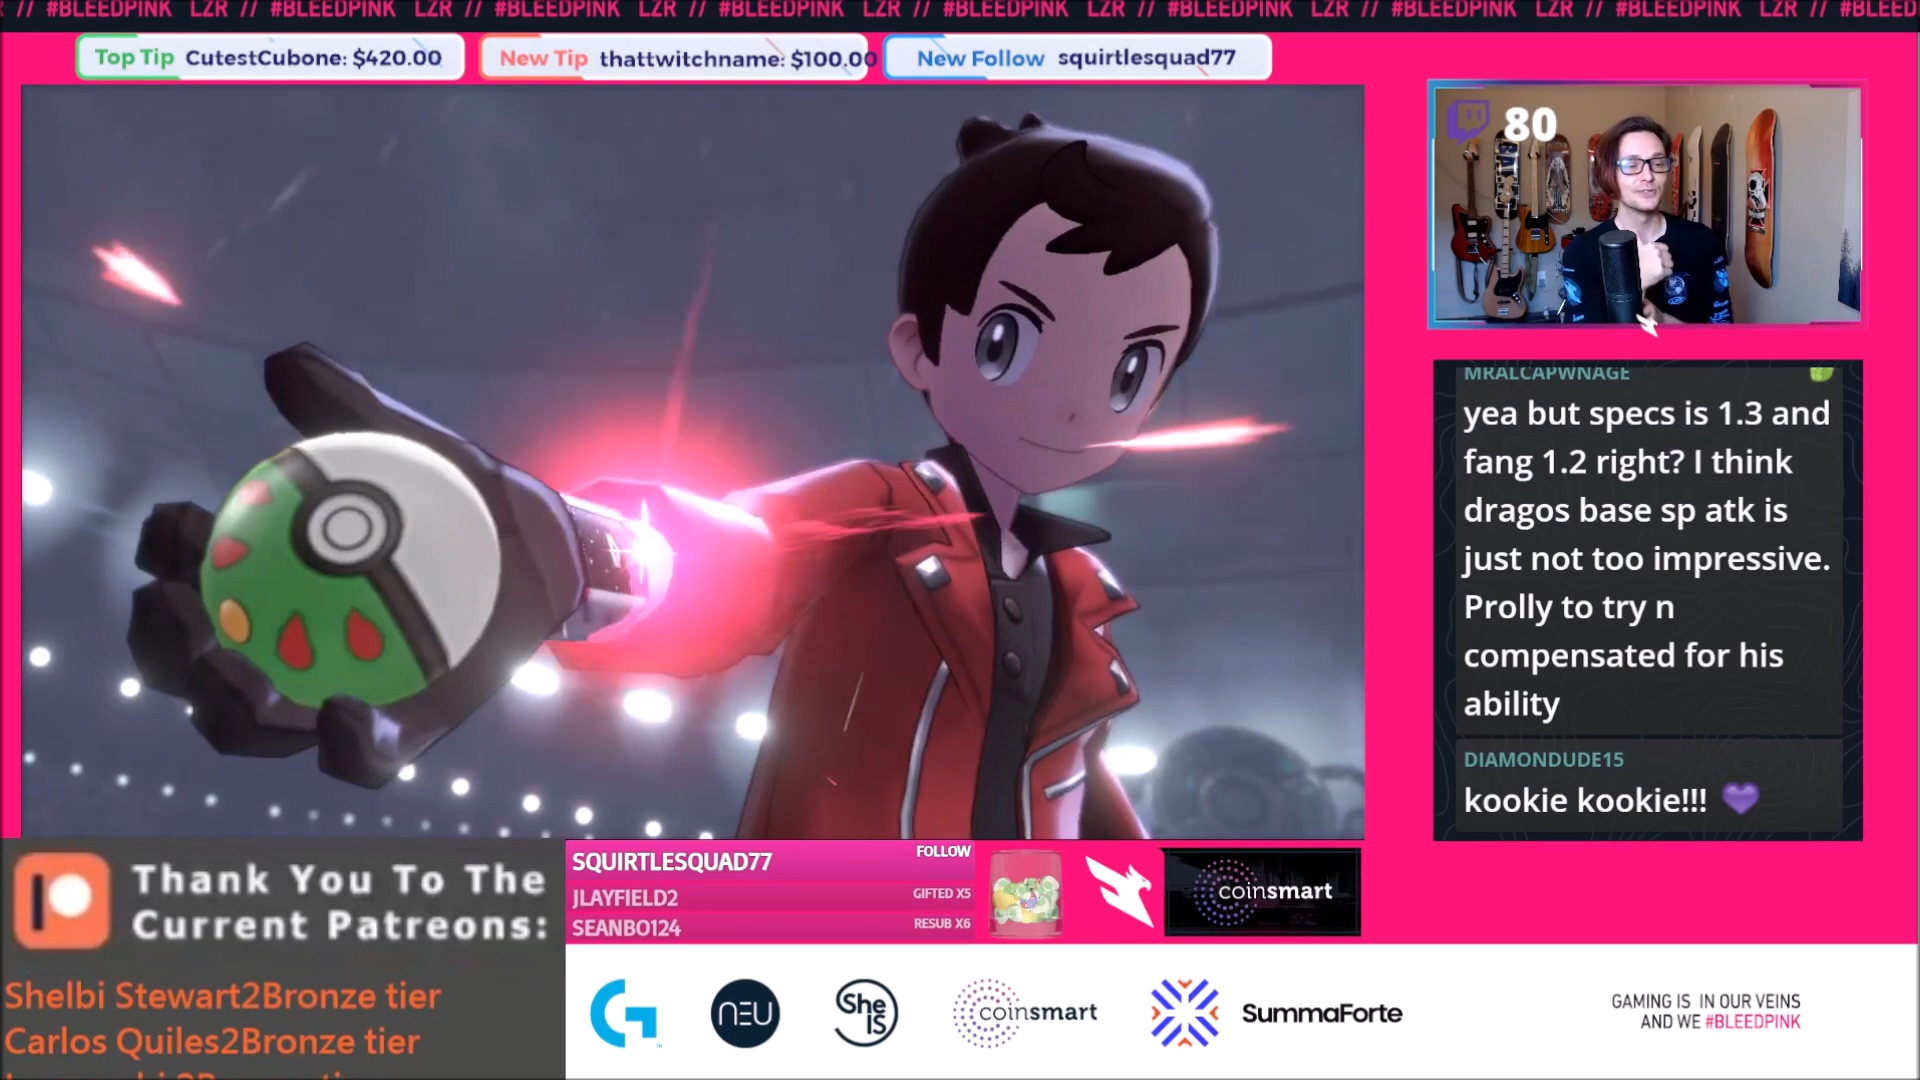 // #BLEEDPINK LZR // #BLEEDPINK LZR // #BLEEDPINK LZR // #BLEEDPINK LZR // #BLEEDPINK LZR // #BLEEDPINK LZR // #BLEEDPINK LZR // #BLEEDPINK LZR // #BLEED
Top Tip CutestCubone: $420.00
New Tip thattwitchname: $100.00
New Follow squirtlesquad77
80
MRALCAPWNAGE
yea but specs is 1.3 and
fang 1.2 right? I think
dragos base sp atk is
just not too impressive.
Prolly to try n
compensated for his
ability
DIAMONDUDE15
kookie kookie!!!
Thank You To The
Current Patreons:
Shelbi Stewart2Bronze tier
Carlos Quiles2Bronze tier
SQUIRTLESQUAD77 FOLLOW
JLAYFIELD2 GIFTED X5
SEANBO124 RESUB X6
coinsmart
G
NEU
She
IS
coinsmart
SummaForte
GAMING IS IN OUR VEINS
AND WE #BLEEDPINK